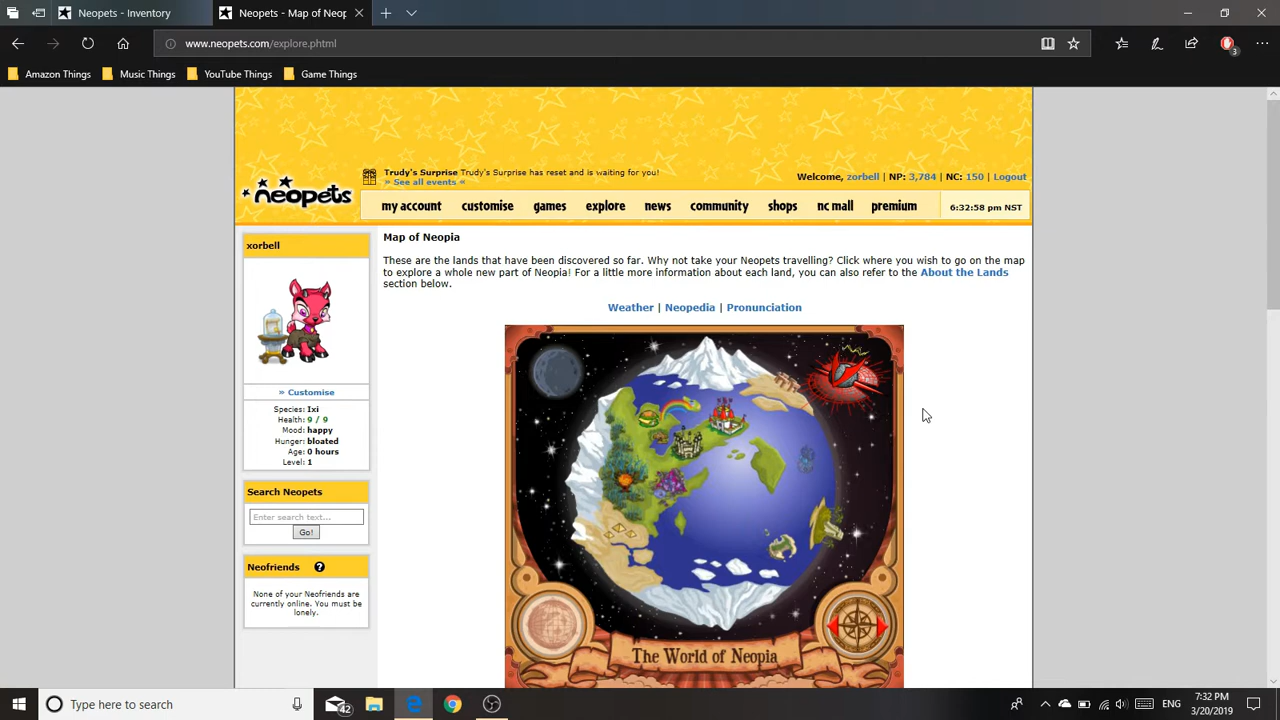 Neopets - Inventory
Neopets - Map of Neop
www.neopets.com/explore.phtml
3
Amazon Things
Music Things
YouTube Things
Game Things
Trudy's Surprise Trudy's Surprise has reset and is waiting for you!
» See all events «
Welcome, zorbell | NP: 3,784 | NC: 150 | Logout
neopets
my account
customise
games
explore
news
community
shops
nc mall
premium
6:32:58 pm NST
xorbell
» Customise
Species: Ixi
Health: 9 / 9
Mood: happy
Hunger: bloated
Age: 0 hours
Level: 1
Search Neopets
Enter search text...
Go!
Neofriends ?
None of your Neofriends are
currently online. You must be
lonely.
Map of Neopia
These are the lands that have been discovered so far. Why not take your Neopets travelling? Click where you wish to go on the map
to explore a whole new part of Neopia! For a little more information about each land, you can also refer to the About the Lands
section below.
Weather | Neopedia | Pronunciation
The World of Neopia
Type here to search
42
ENG
7:32 PM
3/20/2019